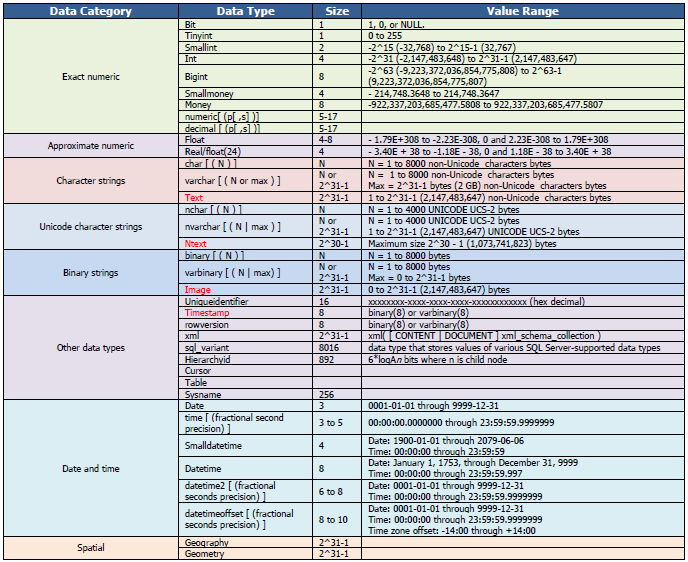 Data Category Data Type Size Value Range
Exact numeric
Bit 1 1, 0, or NULL.
Tinyint 1 0 to 255
Smallint 2 -2^15 (-32,768) to 2^15-1 (32,767)
Int 4 -2^31 (-2,147,483,648) to 2^31-1 (2,147,483,647)
Bigint 8 -2^63 (-9,223,372,036,854,775,808) to 2^63-1
(9,223,372,036,854,775,807)
Smallmoney 4 - 214,748.3648 to 214,748.3647
Money 8 -922,337,203,685,477.5808 to 922,337,203,685,477.5807
numeric[ (p[ ,s] )] 5-17
decimal [ (p[ ,s] )] 5-17
Approximate numeric
Float 4-8 - 1.79E+308 to -2.23E-308, 0 and 2.23E-308 to 1.79E+308
Real/float(24) 4 - 3.40E + 38 to -1.18E - 38, 0 and 1.18E - 38 to 3.40E + 38
Character strings
char [ ( N ) ] N N = 1 to 8000 non-Unicode characters bytes
varchar [ ( N or max ) ] N or
2^31-1
N = 1 to 8000 non-Unicode characters bytes
Max = 2^31-1 bytes (2 GB) non-Unicode characters bytes
Text 2^31-1 1 to 2^31-1 (2,147,483,647) non-Unicode characters bytes
Unicode character strings
nchar [ ( N ) ] N N = 1 to 4000 UNICODE UCS-2 bytes
nvarchar [ ( N | max ) ] N or
2^31-1
N = 1 to 4000 UNICODE UCS-2 bytes
1 to 2^31-1 (2,147,483,647) UNICODE UCS-2 bytes
Ntext 2^30-1 Maximum size 2^30 - 1 (1,073,741,823) bytes
Binary strings
binary [ ( N ) ] N N = 1 to 8000 bytes
varbinary [ ( N | max) ] N or
2^31-1
N = 1 to 8000 bytes
Max = 0 to 2^31-1 bytes
Image 2^31-1 0 to 2^31-1 (2,147,483,647) bytes
Other data types
Uniqueidentifier 16 xxxxxxxx-xxxx-xxxx-xxxx-xxxxxxxxxxxx (hex decimal)
Timestamp 8 binary(8) or varbinary(8)
rowversion 8 binary(8) or varbinary(8)
xml 2^31-1 xml( [ CONTENT | DOCUMENT ] xml_schema_collection )
sql_variant 8016 data type that stores values of various SQL Server-supported data types
Hierarchyid 892 6*logAn bits where n is child node
Cursor
Table
Sysname 256
Date and time
Date 3 0001-01-01 through 9999-12-31
time [ (fractional second
precision) ]
3 to 5 00:00:00.0000000 through 23:59:59.9999999
Smalldatetime 4 Date: 1900-01-01 through 2079-06-06
Time: 00:00:00 through 23:59:59
Datetime 8 Date: January 1, 1753, through December 31, 9999
Time: 00:00:00 through 23:59:59.997
datetime2 [ (fractional
seconds precision) ]
6 to 8 Date: 0001-01-01 through 9999-12-31
Time: 00:00:00 through 23:59:59.9999999
datetimeoffset [ (fractional
seconds precision) ]
8 to 10 Date: 0001-01-01 through 9999-12-31
Time: 00:00:00 through 23:59:59.9999999
Time zone offset: -14:00 through +14:00
Spatial
Geography 2^31-1
Geometry 2^31-1